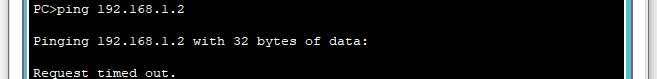 PC>ping 192.168.1.2
Pinging 192.168.1.2 with 32 bytes of data:
Request timed out.